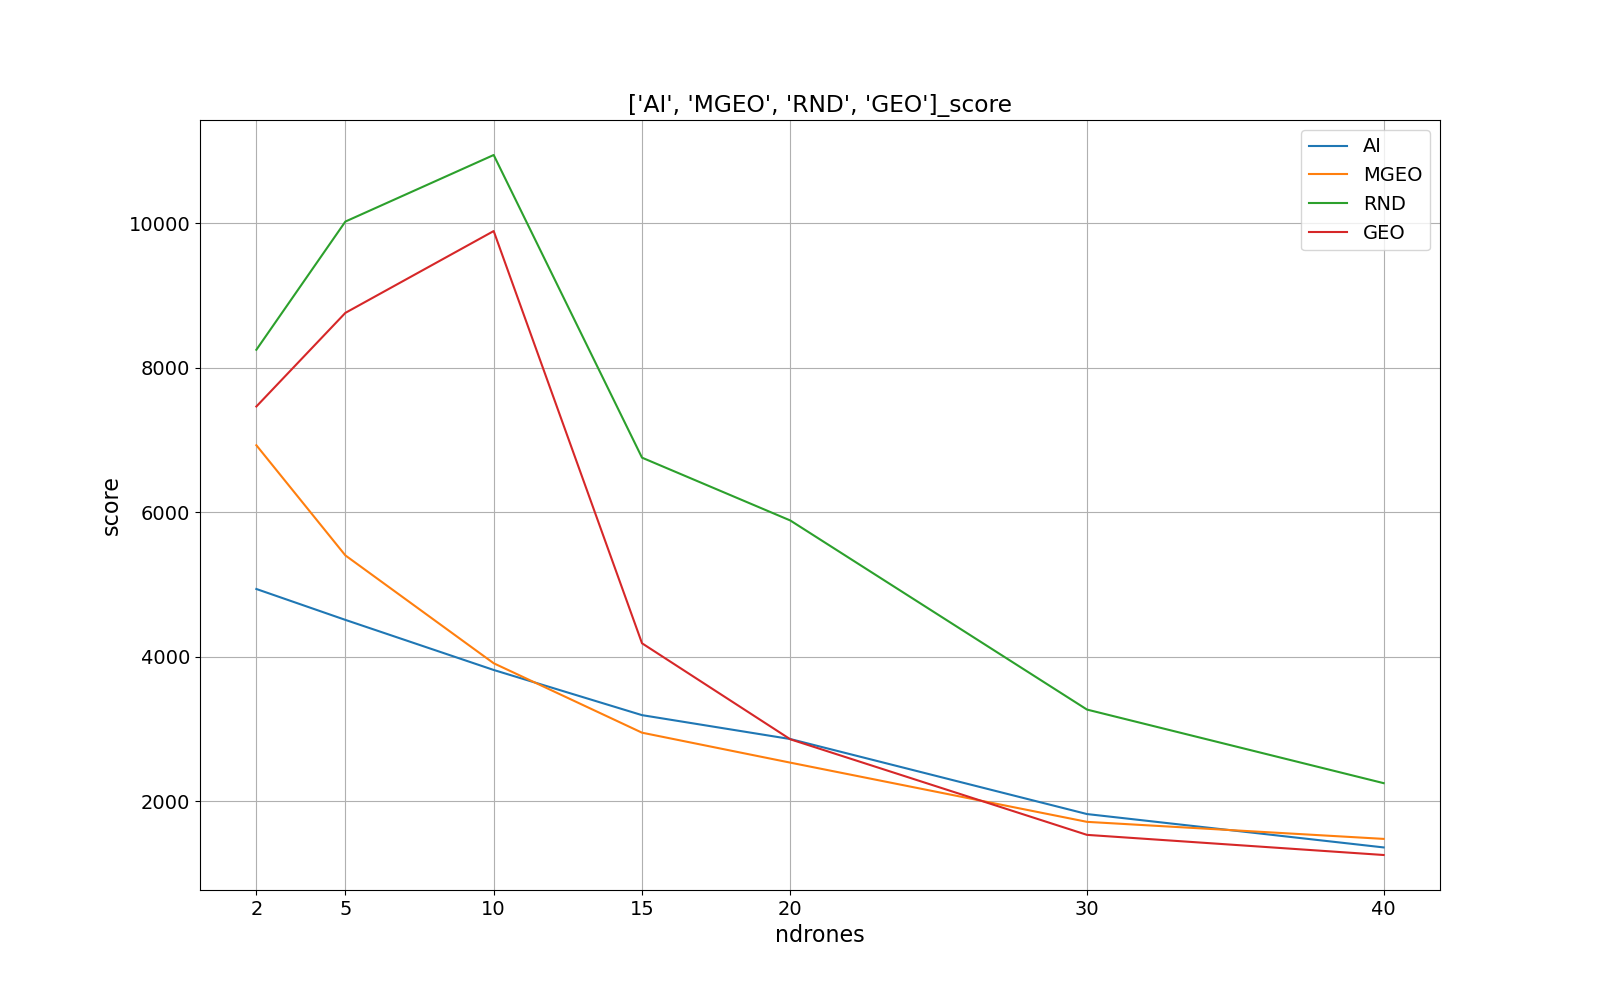 ['AI', 'MGEO', 'RND', 'GEO']_score
AI
MGEO
RND
GEO
10000
8000
6000
4000
2000
score
2 5 10 15 20 30 40
ndrones